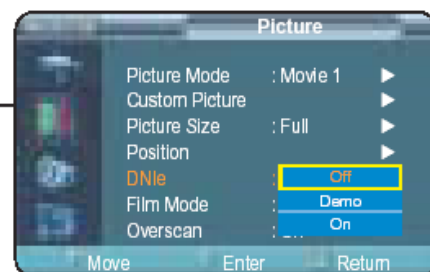 Picture
Picture Mode : Movie 1 ▶
Custom Picture ▶
Picture Size : Full ▶
Position ▶
DNIe : Off
Film Mode : Demo
Overscan : On
Move Enter Return